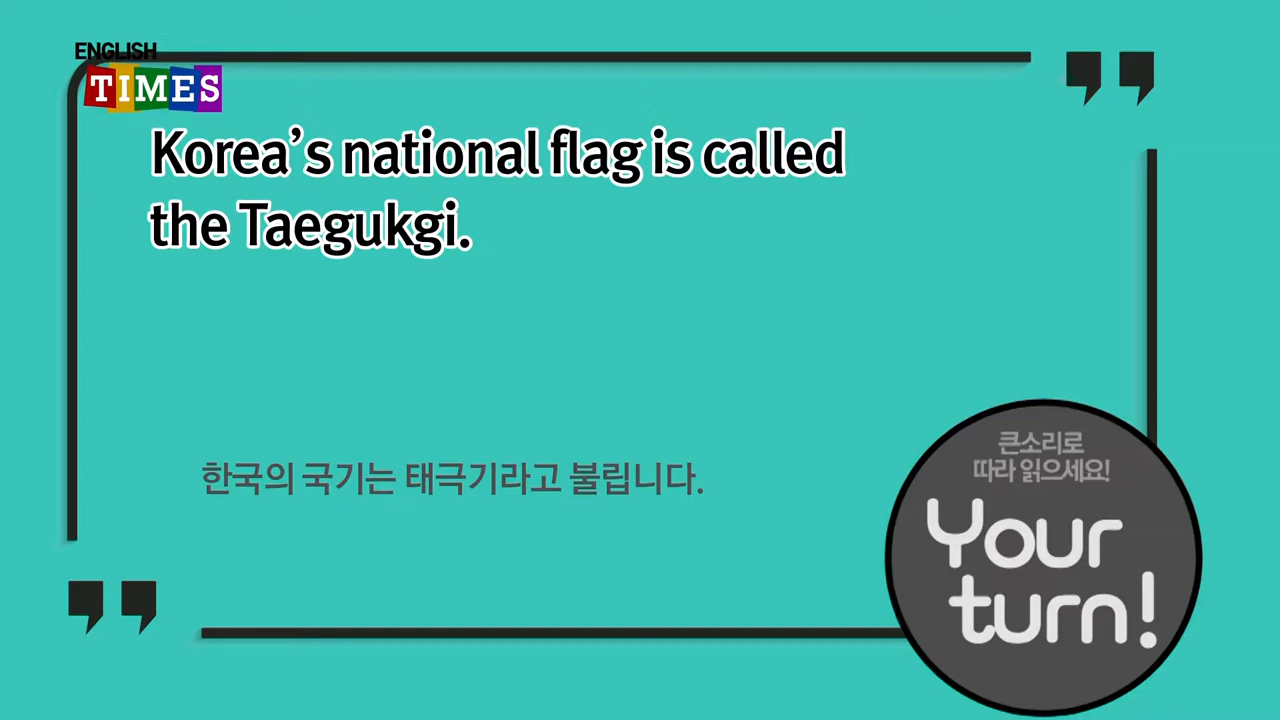 ENGLISH
TIMES
Korea’s national flag is called
the Taegukgi.
한국의 국기는 태극기라고 불립니다.
큰소리로
따라 읽으세요!
Your
turn!